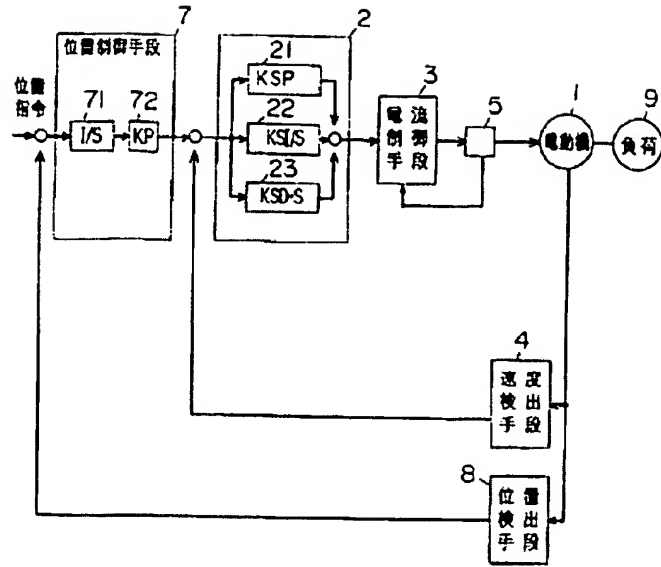 7
位置制御手段
位置
指令
71
72
I/S
KP
2
21
KSP
22
KSI/S
23
KSD・S
3
電流
制御
手段
5
1
電動機
9
負荷
4
速度
検出
手段
8
位置
検出
手段